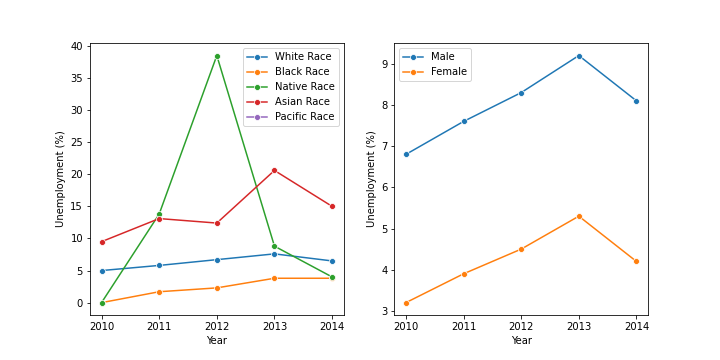 40
35
30
25
20
15
10
5
0
Unemployment (%)
2010 2011 2012 2013 2014
Year
White Race
Black Race
Native Race
Asian Race
Pacific Race
9
8
7
6
5
4
3
Unemployment (%)
2010 2011 2012 2013 2014
Year
Male
Female